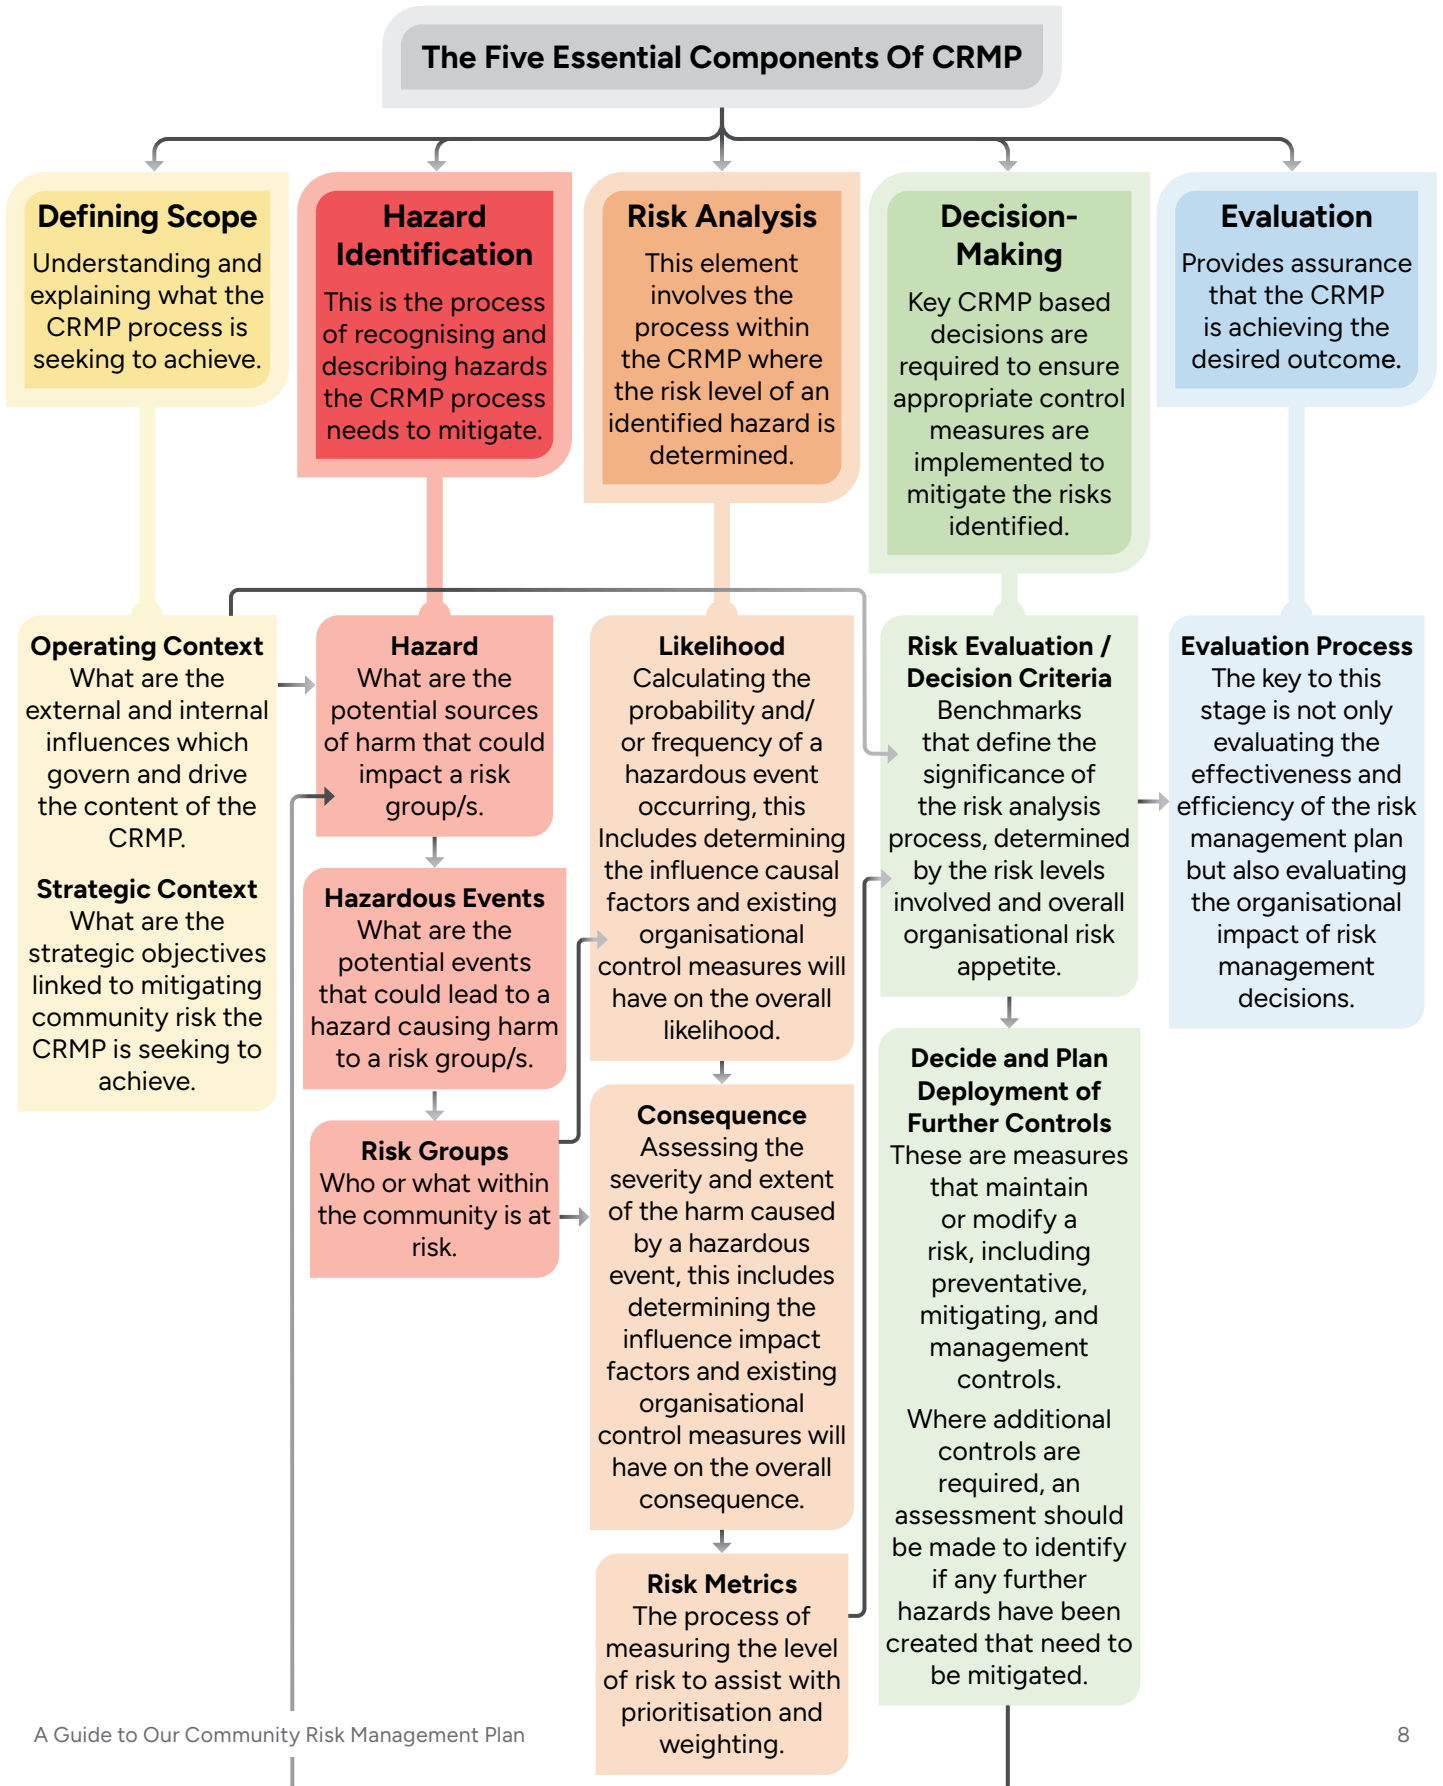 The Five Essential Components Of CRMP
Defining Scope
Understanding and
explaining what the
CRMP process is
seeking to achieve.
Hazard
Identification
This is the process
of recognising and
describing hazards
the CRMP process
needs to mitigate.
Risk Analysis
This element
involves the
process within
the CRMP where
the risk level of an
identified hazard is
determined.
Decision-
Making
Key CRMP based
decisions are
required to ensure
appropriate control
measures are
implemented to
mitigate the risks
identified.
Evaluation
Provides assurance
that the CRMP
is achieving the
desired outcome.
Operating Context
What are the
external and internal
influences which
govern and drive
the content of the
CRMP.
Strategic Context
What are the
strategic objectives
linked to mitigating
community risk the
CRMP is seeking to
achieve.
Hazard
What are the
potential sources
of harm that could
impact a risk
group/s.
Hazardous Events
What are the
potential events
that could lead to a
hazard causing harm
to a risk group/s.
Risk Groups
Who or what within
the community is at
risk.
Likelihood
Calculating the
probability and/
or frequency of a
hazardous event
occurring, this
Includes determining
the influence causal
factors and existing
organisational
control measures will
have on the overall
likelihood.
Consequence
Assessing the
severity and extent
of the harm caused
by a hazardous
event, this includes
determining the
influence impact
factors and existing
organisational
control measures will
have on the overall
consequence.
Risk Metrics
The process of
measuring the level
of risk to assist with
prioritisation and
weighting.
Risk Evaluation /
Decision Criteria
Benchmarks
that define the
significance of
the risk analysis
process, determined
by the risk levels
involved and overall
organisational risk
appetite.
Decide and Plan
Deployment of
Further Controls
These are measures
that maintain
or modify a
risk, including
preventative,
mitigating, and
management
controls.
Where additional
controls are
required, an
assessment should
be made to identify
if any further
hazards have been
created that need to
be mitigated.
Evaluation Process
The key to this
stage is not only
evaluating the
effectiveness and
efficiency of the risk
management plan
but also evaluating
the organisational
impact of risk
management
decisions.
A Guide to Our Community Risk Management Plan
8